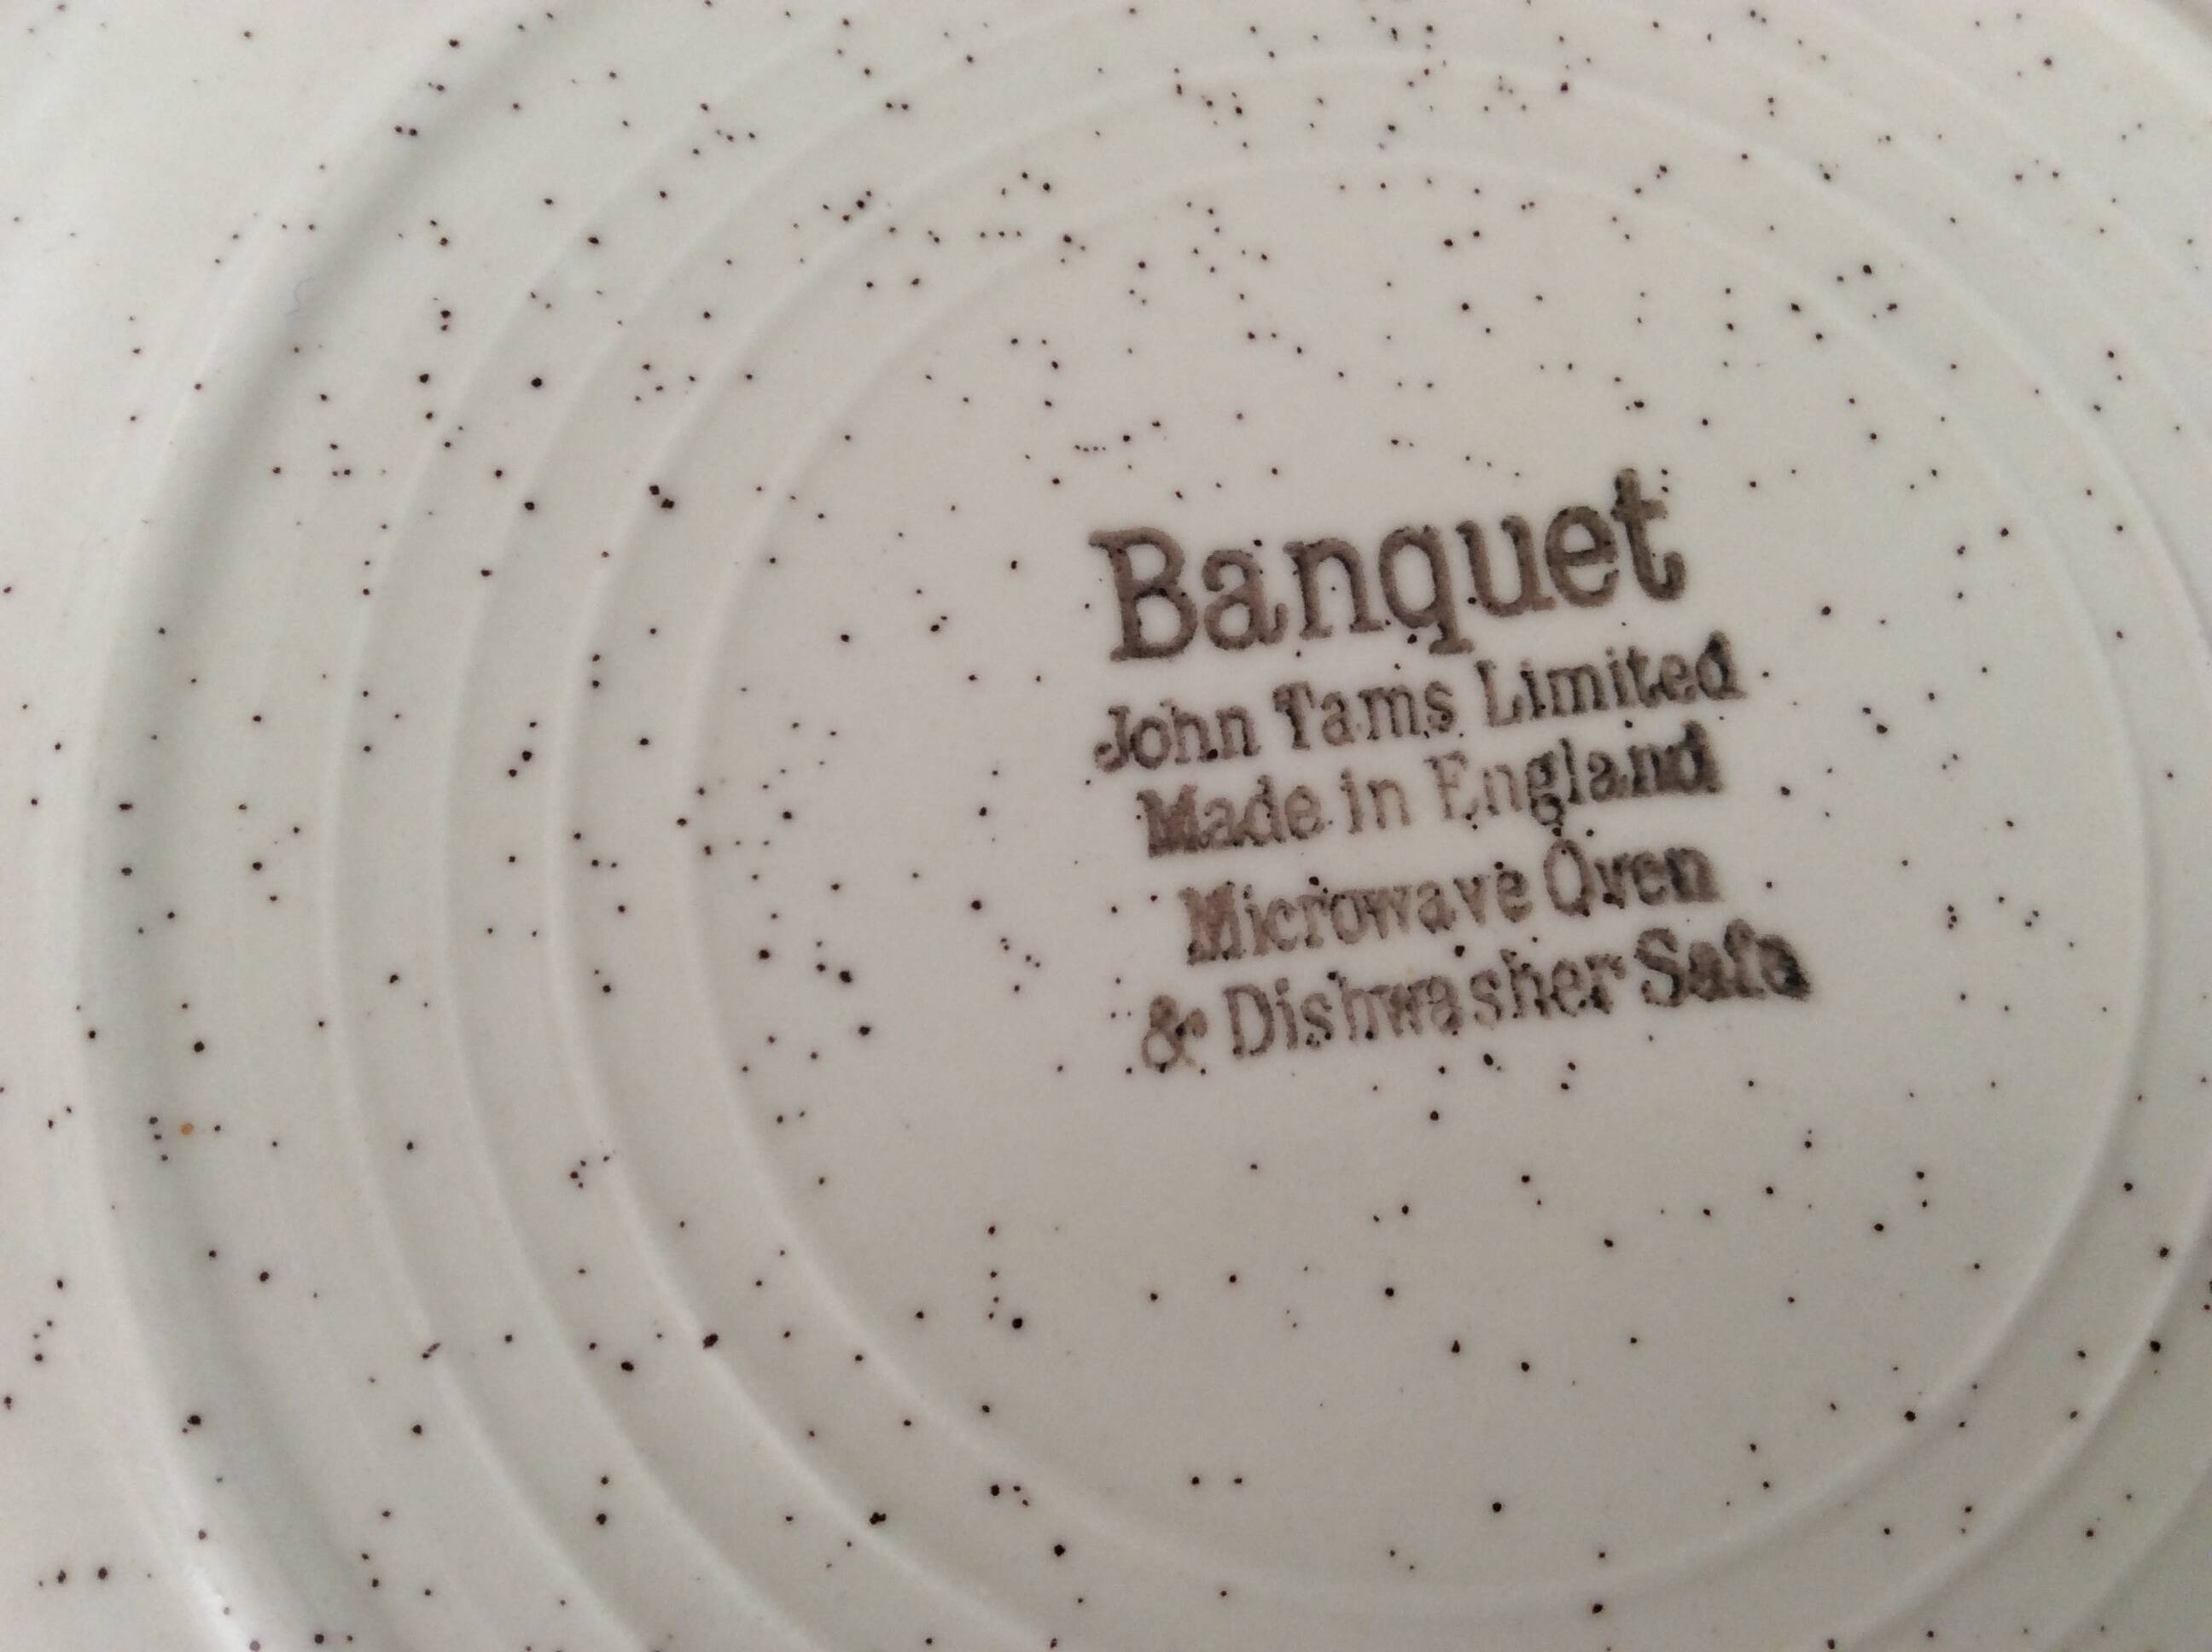 Banquet
John Tams Limited
Made in England
Microwave Oven
& Dishwasher Safe